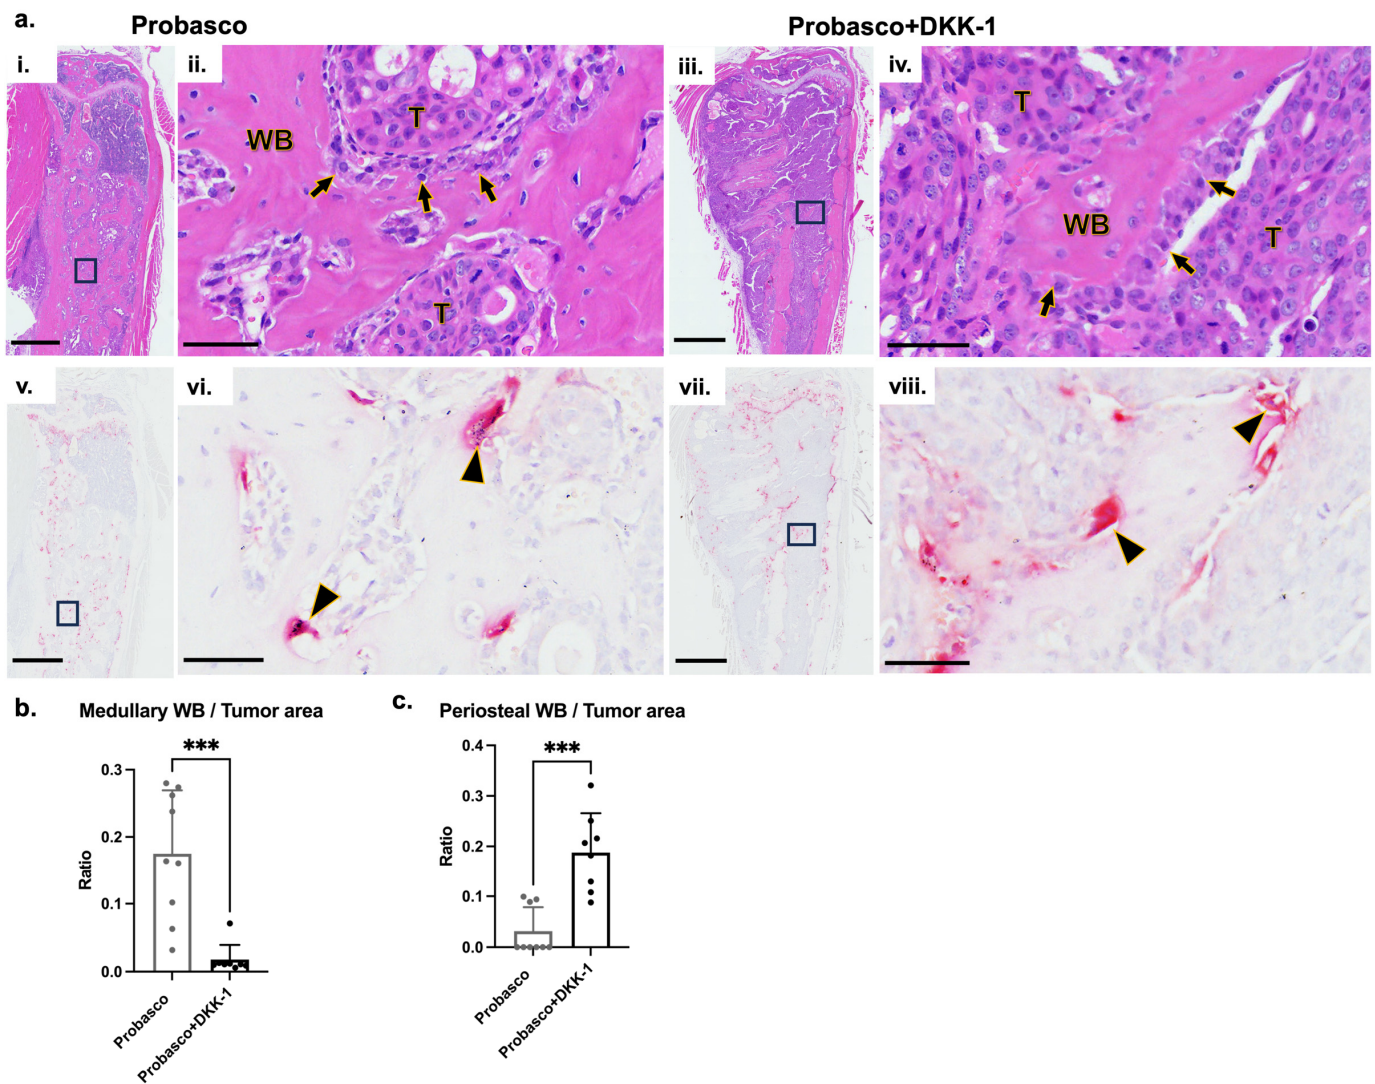 a.
Probasco
Probasco+DKK-1
i.
ii.
iii.
iv.
WB
T
T
T
WB
T
v.
vi.
vii.
viii.
b.
Medullary WB / Tumor area
***
0.3
0.2
0.1
0.0
Ratio
Probasco
Probasco+DKK-1
c.
Periosteal WB / Tumor area
***
0.4
0.3
0.2
0.1
0.0
Ratio
Probasco
Probasco+DKK-1